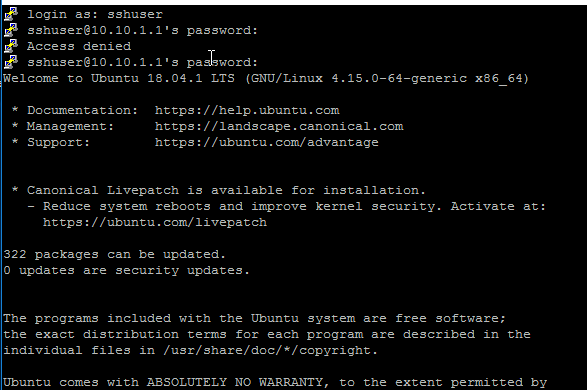 login as: sshuser
sshuser@10.10.1.1's password:
Access denied
sshuser@10.10.1.1's password:
Welcome to Ubuntu 18.04.1 LTS (GNU/Linux 4.15.0-64-generic x86_64)
* Documentation:  https://help.ubuntu.com
* Management:     https://landscape.canonical.com
* Support:        https://ubuntu.com/advantage
* Canonical Livepatch is available for installation.
- Reduce system reboots and improve kernel security. Activate at:
https://ubuntu.com/livepatch
322 packages can be updated.
0 updates are security updates.
The programs included with the Ubuntu system are free software;
the exact distribution terms for each program are described in the
individual files in /usr/share/doc/*/copyright.
Ubuntu comes with ABSOLUTELY NO WARRANTY, to the extent permitted by